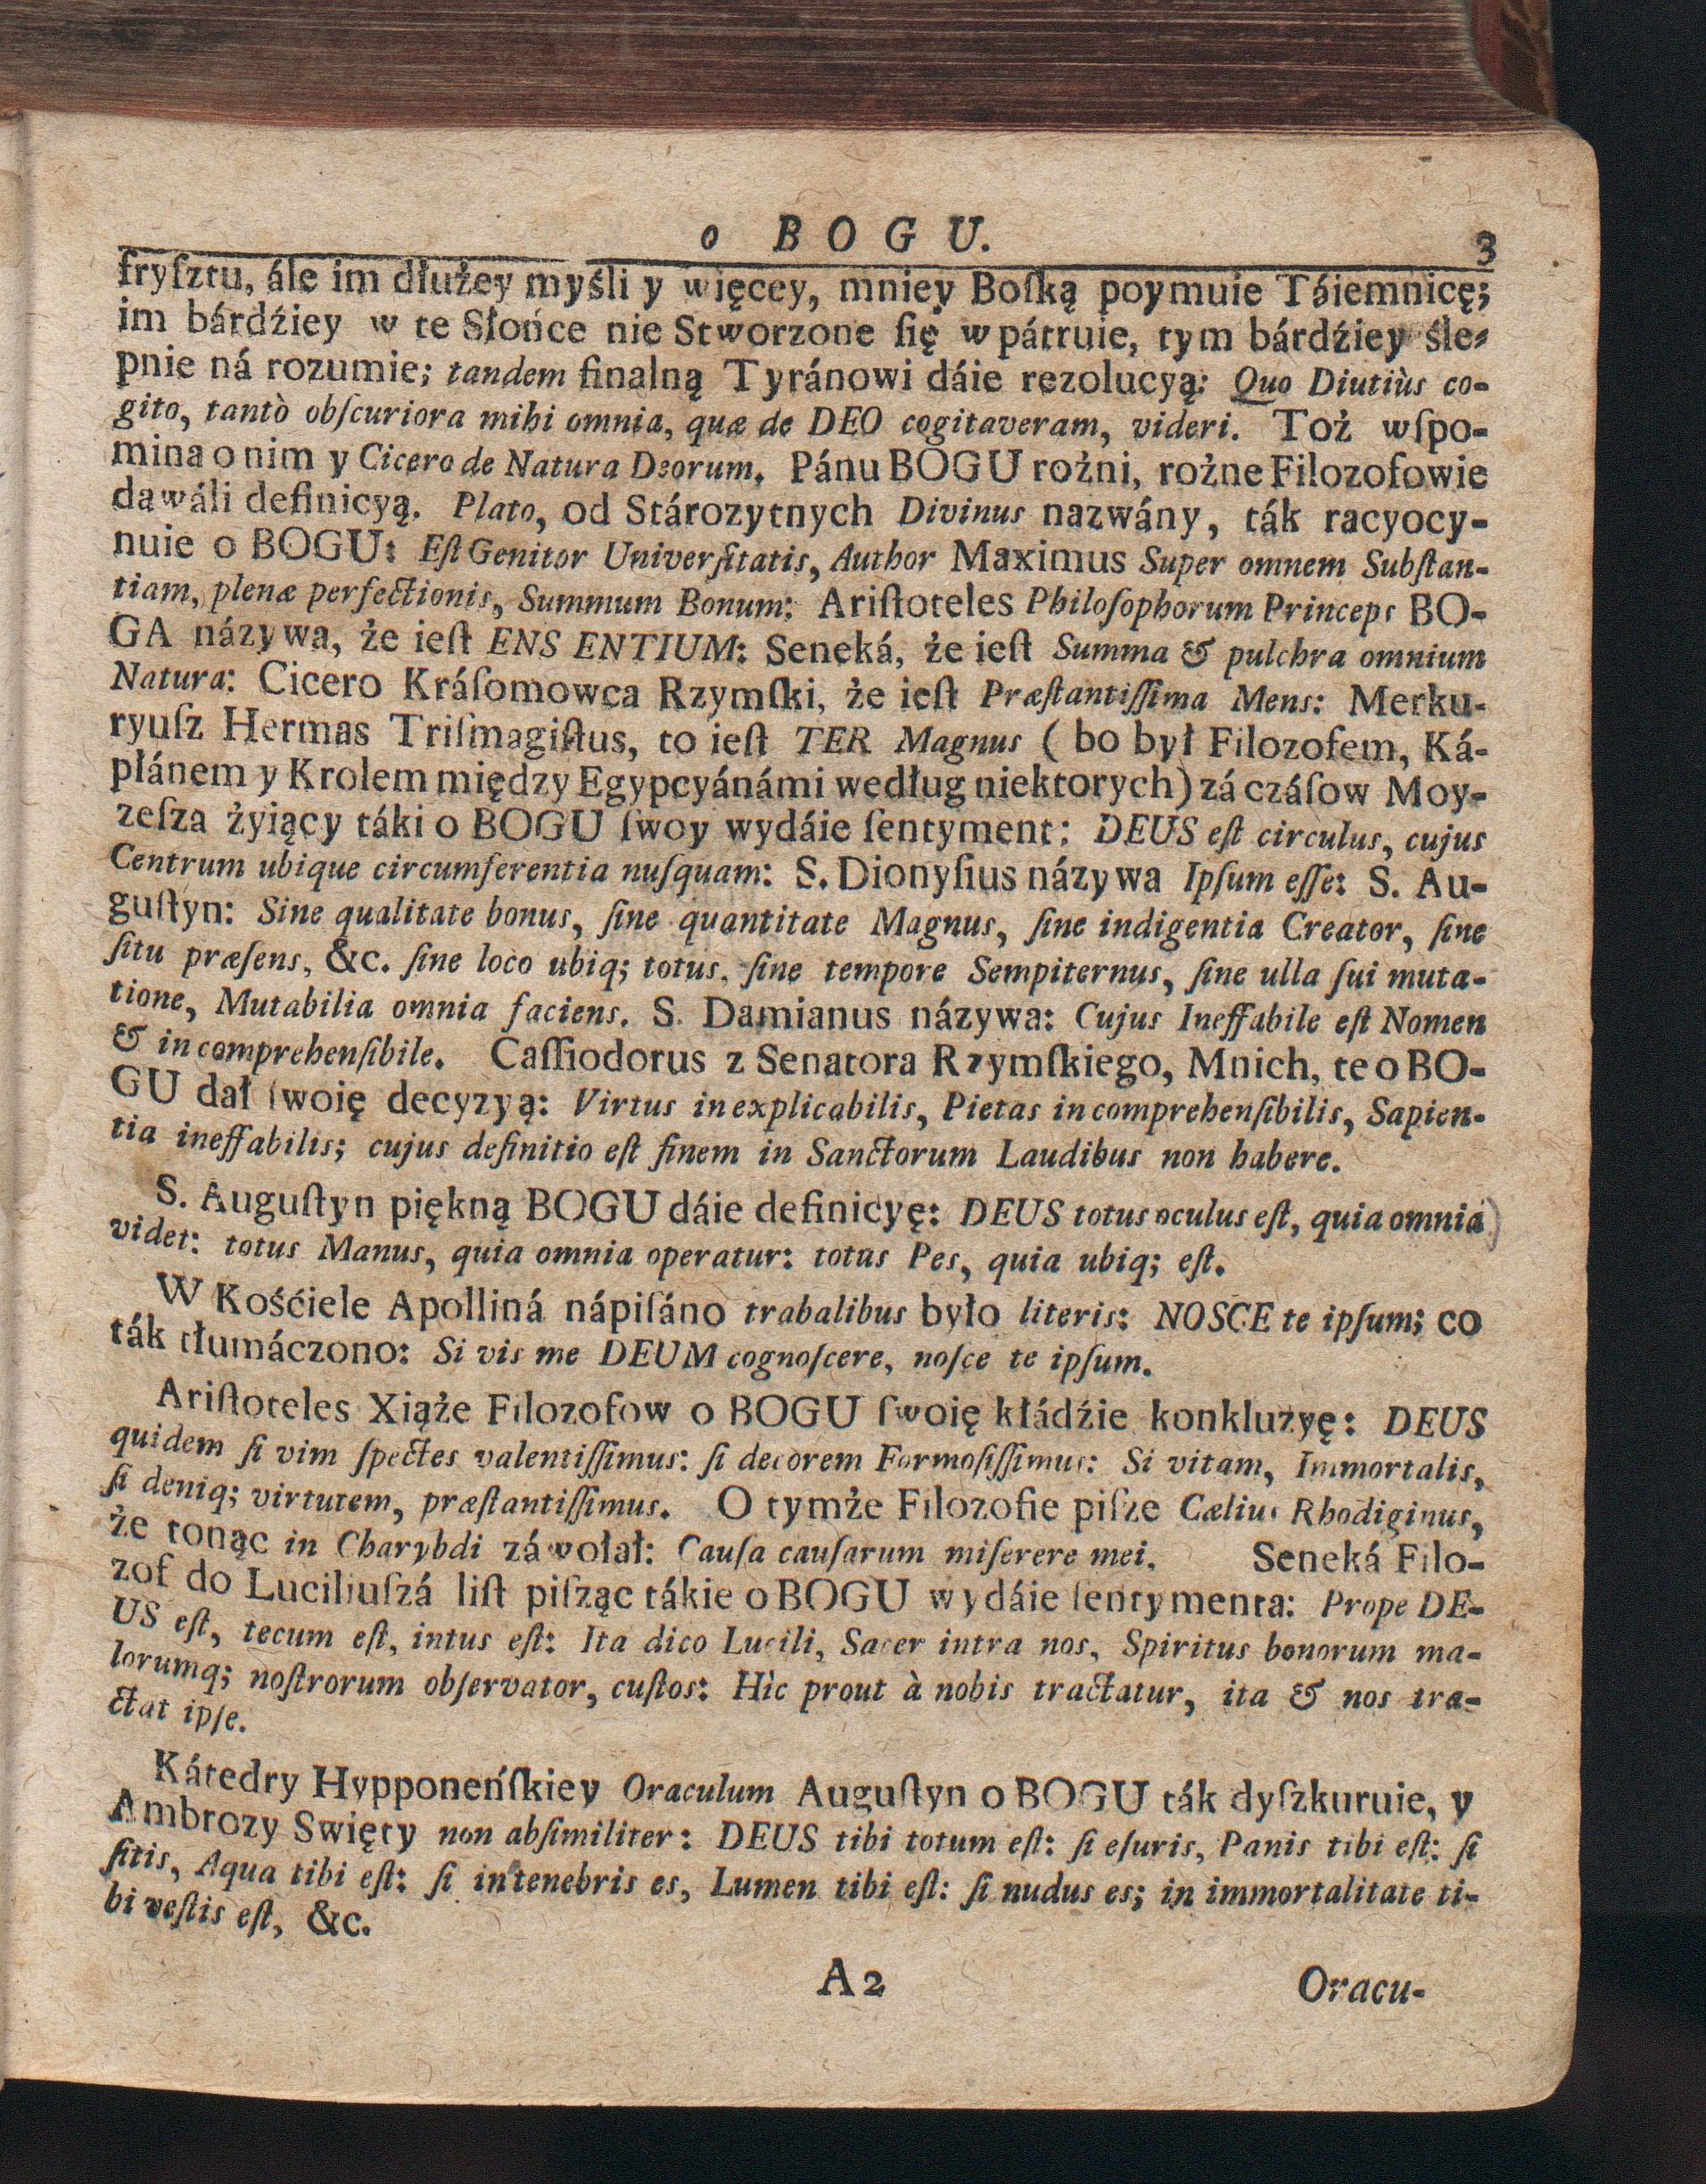 o BOGU. 3
fryſztu, ále im dłużey myśli y więcey, mniey Boſką poymuie Táiemnicę;
im bárdźiey w te Słońce nie Stworzone ſię wpátruie, tym bárdźiey śle-
pnie ná rozumie; tandem finalną Tyránowi dáie rezolucyą: Quo Diutiùs co-
gito, tantò obſcuriora mihi omnia, quæ de DEO cogitaveram, videri. Toż wſpo-
mina o nim y Cicero de Natura Deorum. Pánu BOGU rożni, rożne Filozofowie
dawáli definicyą. Plato, od Stározytnych Divinus nazwány, ták racyocy-
nuie o BOGU: Eſt Genitor Univerſitatis, Author Maximus Super omnem Subſtan-
tiam, plenæ perfectionis, Summum Bonum: Ariſtoteles Philoſophorum Princeps BO-
GA názywa, że ieſt ENS ENTIUM: Seneká, że ieſt Summa & pulchra omnium
Natura: Cicero Kráſomowca Rzymſki, że ieſt Præſtantiſſima Mens: Merku-
ryuſz Hermas Triſmagiſtus, to ieſt TER Magnus ( bo był Filozofem, Ká-
płánem y Krolem między Egypcyánámi według niektorych) zá czáſow Moy-
zeſza żyiący táki o BOGU ſwoy wydáie ſentyment: DEUS eſt circulus, cujus
Centrum ubique circumferentia nuſquam: S. Dionyſius názywa Ipſum eſſe: S. Au-
guſtyn: Sine qualitate bonus, ſine quantitate Magnus, ſine indigentia Creator, ſine
ſitu præſens, &c. ſine loco ubiq; totus, ſine tempore Sempiternus, ſine ulla ſui muta-
tione, Mutabilia omnia faciens. S. Damianus názywa: Cujus Ineffabile eſt Nomen
& incomprehenſibile. Caſſiodorus z Senatora Rzymſkiego, Mnich, te o BO-
GU dał ſwoię decyzyą: Virtus inexplicabilis, Pietas incomprehenſibilis, Sapien-
tia ineffabilis; cujus definitio eſt finem in Sanctorum Laudibus non habere.
S. Auguſtyn piękną BOGU dáie definicyę: DEUS totus oculus eſt, quia omnia
videt: totus Manus, quia omnia operatur: totus Pes, quia ubiq; eſt.
W Kośćiele Apolliná nápiſáno trabalibus było literis: NOSCE te ipſum; co
ták tłumáczono: Si vis me DEUM cognoſcere, noſce te ipſum.
Ariſtoteles Xiąże Filozofow o BOGU ſwoię kłádźie konkluzyę: DEUS
quidem ſi vim ſpectes valentiſſimus: ſi decorem Formoſiſſimus: Si vitam, Immortalis,
ſi deniq; virtutem, præſtantiſſimus. O tymże Filozofie piſze Cælius Rhodiginus,
że tonąc in Charybdi záwołał: Cauſa cauſarum miſerere mei. Seneká Filo-
zof do Luciliuſzá liſt piſząc tákie o BOGU wydáie ſentymenta: Prope DE-
US eſt, tecum eſt, intus eſt: Ita dico Lucili, Sacer intra nos, Spiritus bonorum ma-
lorumq; noſtrorum obſervator, cuſtos: Hìc prout à nobis tractatur, ita & nos tra-
ctat ipſe.
Kátedry Hypponeńſkiey Oraculum Auguſtyn o BOGU ták dyſzkuruie, y
Ambrozy Swięty non abſimiliter: DEUS tibi totum eſt: ſi eſuris, Panis tibi eſt: ſi
ſitis, Aqua tibi eſt: ſi in tenebris es, Lumen tibi eſt: ſi nudus es; in immortalitate ti-
bi veſtis eſt, &c.
A2 Oracu-